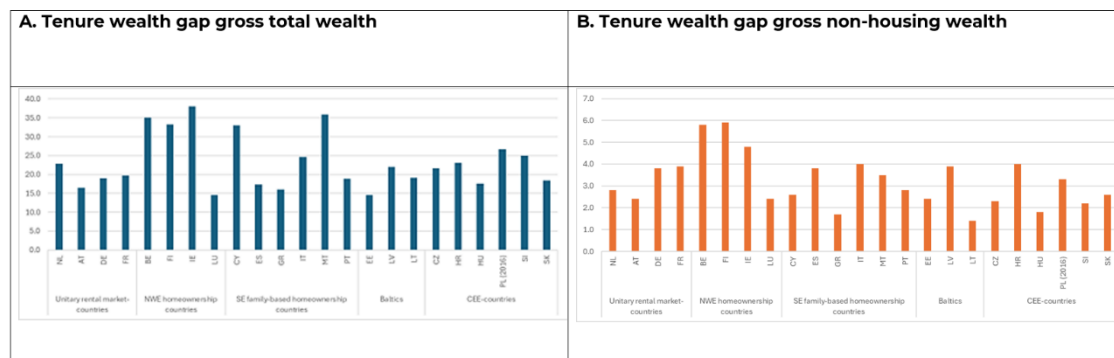 A. Tenure wealth gap gross total wealth
40.0
35.0
30.0
25.0
20.0
15.0
10.0
5.0
0.0
NL AT DE FR BE FI IE LU CY ES GR IT MT PT EE LV LT CZ HR HU PL (2016) SI SK
Unitary rental market- NWE homeownership SE family-based homeownership Baltics CEE-countries
countries countries countries
B. Tenure wealth gap gross non-housing wealth
7.0
6.0
5.0
4.0
3.0
2.0
1.0
0.0
NL AT DE FR BE FI IE LU CY ES GR IT MT PT EE LV LT CZ HR HU PL (2016) SI SK
Unitary rental market- NWE homeownership SE family-based homeownership Baltics CEE-countries
countries countries countries